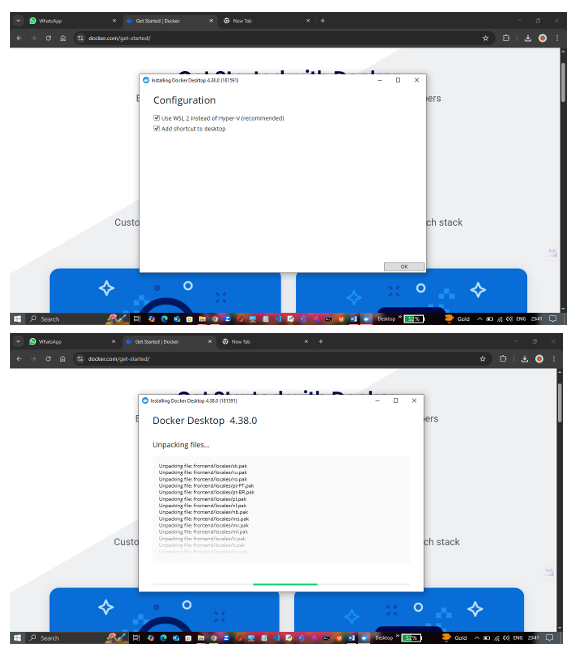 WhatsApp
Get Started | Docker
New Tab
docker.com/get-started/
Installing Docker Desktop 4.38.0 (181591)
Configuration
ers
Use WSL 2 instead of Hyper-V (recommended)
Add shortcut to desktop
Custo
ch stack
OK
Search
Desktop
52%
Gold
ENG
23:41
WhatsApp
Get Started | Docker
New Tab
docker.com/get-started/
Installing Docker Desktop 4.38.0 (181591)
Docker Desktop 4.38.0
ers
Unpacking files...
Unpacking file: frontend/locales/sk.pak
Unpacking file: frontend/locales/ru.pak
Unpacking file: frontend/locales/ro.pak
Unpacking file: frontend/locales/pt-PT.pak
Unpacking file: frontend/locales/pt-BR.pak
Unpacking file: frontend/locales/pl.pak
Unpacking file: frontend/locales/nl.pak
Unpacking file: frontend/locales/nb.pak
Unpacking file: frontend/locales/ms.pak
Unpacking file: frontend/locales/mr.pak
Unpacking file: frontend/locales/ml.pak
Unpacking file: frontend/locales/lv.pak
Unpacking file: frontend/locales/lt.pak
Custo
ch stack
Search
Desktop
52%
Gold
ENG
23:41